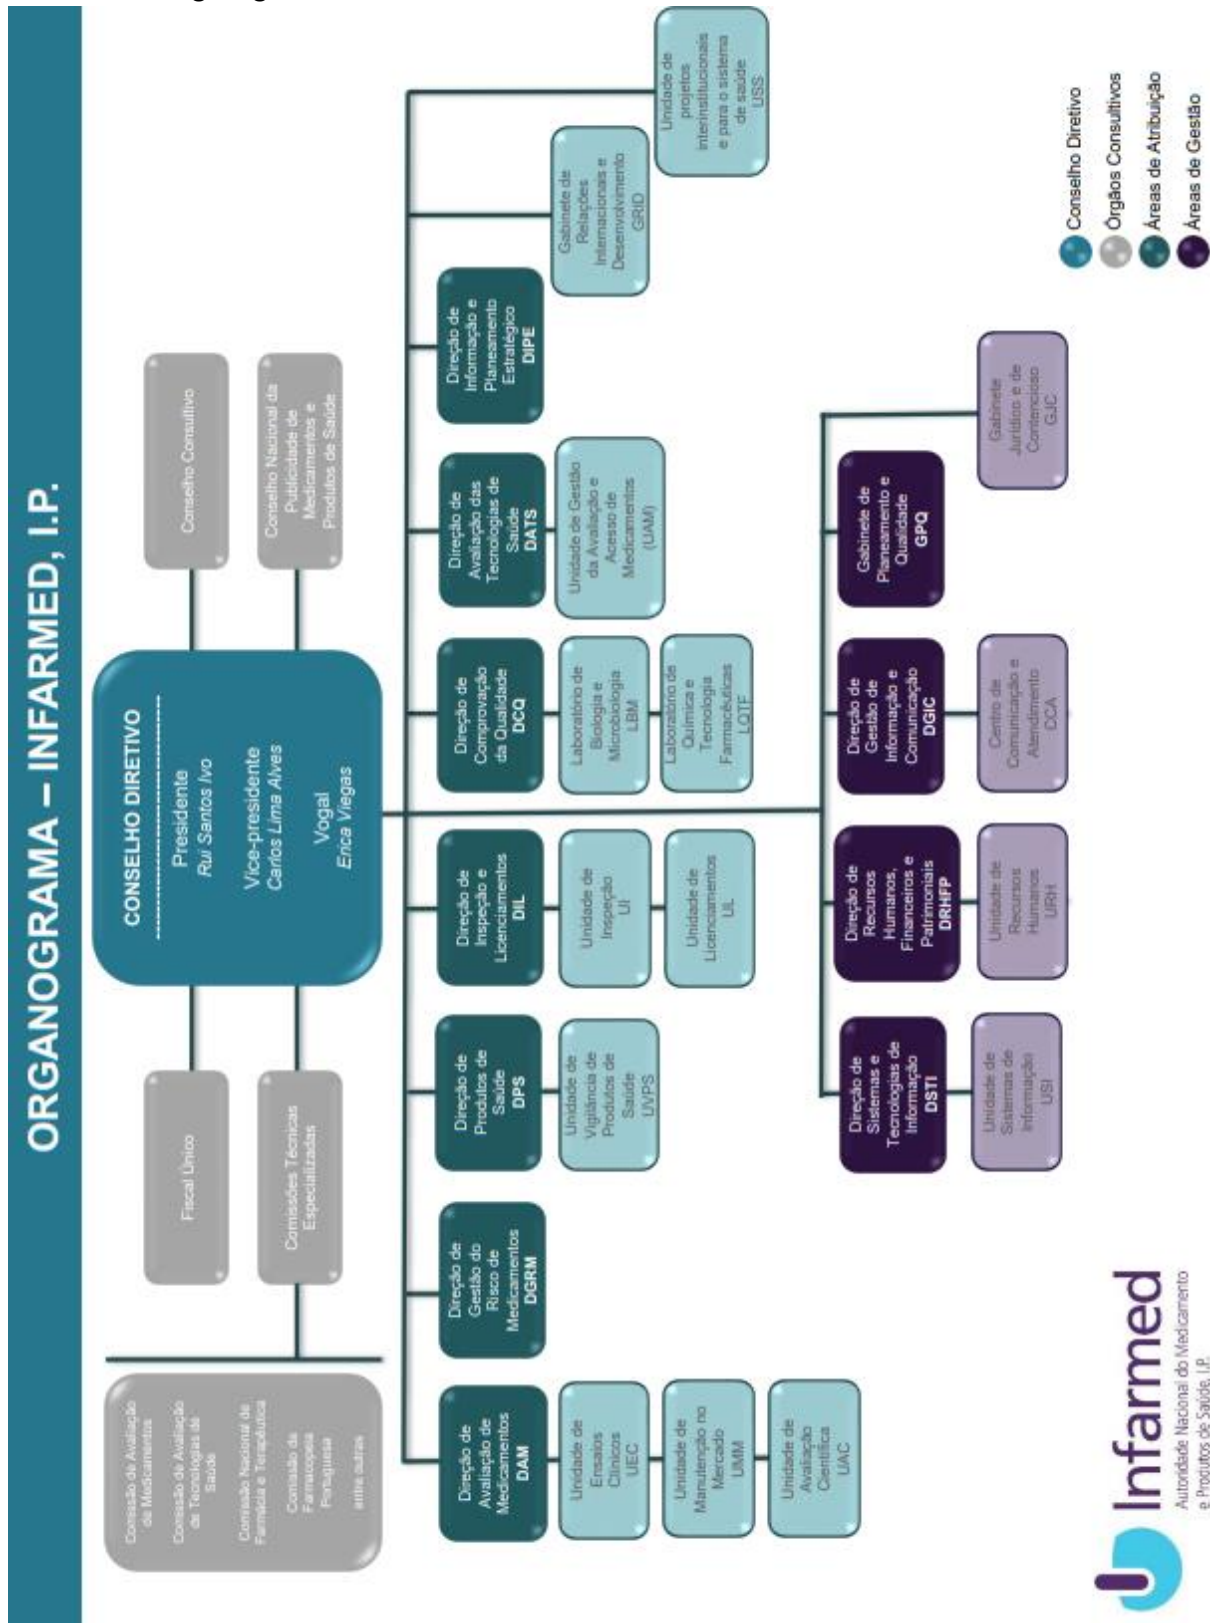 ORGANOGRAMA – INFARMED, I.P.
CONSELHO DIRETIVO
Presidente
Rui Santos Ivo
Vice-presidente
Carlos Lima Alves
Vogal
Erica Viegas
Fiscal Único
Comissões Técnicas
Especializadas
Conselho Consultivo
Conselho Nacional da
Publicidade de
Medicamentos e
Produtos de Saúde
Comissão de Avaliação
de Medicamentos
Comissão de Avaliação
de Tecnologias de
Saúde
Comissão Nacional de
Farmácia e Terapêutica
Comissão da
Farmacopeia
Portuguesa
entre outras
Direção de
Avaliação de
Medicamentos
DAM
Unidade de
Ensaios
Clínicos
UEC
Unidade de
Manutenção no
Mercado
UMM
Unidade de
Avaliação
Científica
UAC
Direção de
Gestão do
Risco de
Medicamentos
DGRM
Direção de
Produtos de
Saúde
DPS
Unidade de
Vigilância de
Produtos de
Saúde
UVPS
Direção de
Inspeção e
Licenciamentos
DIL
Unidade de
Inspeção
UI
Unidade de
Licenciamentos
UL
Direção de
Comprovação
da Qualidade
DCQ
Laboratório de
Biologia e
Microbiologia
LBM
Laboratório de
Química e
Tecnologia
Farmacêuticas
LQTF
Direção de
Avaliação das
Tecnologias de
Saúde
DATS
Unidade de Gestão
da Avaliação e
Acesso de
Medicamentos
(UAM)
Direção de
Informação e
Planeamento
Estratégico
DIPE
Gabinete de
Relações
Internacionais e
Desenvolvimento
GRID
Unidade de
projetos
interinstitucionais
e para o sistema
de saúde
USS
Direção de
Sistemas e
Tecnologias de
Informação
DSTI
Unidade de
Sistemas de
Informação
USI
Direção de
Recursos
Humanos,
Financeiros e
Patrimoniais
DRHFP
Unidade de
Recursos
Humanos
URH
Direção de
Gestão de
Informação e
Comunicação
DGIC
Centro de
Comunicação e
Atendimento
CCA
Gabinete de
Planeamento e
Qualidade
GPQ
Gabinete
Jurídico e de
Contencioso
GJC
Conselho Diretivo
Órgãos Consultivos
Áreas de Atribuição
Áreas de Gestão
Infarmed
Autoridade Nacional do Medicamento
e Produtos de Saúde, I.P.